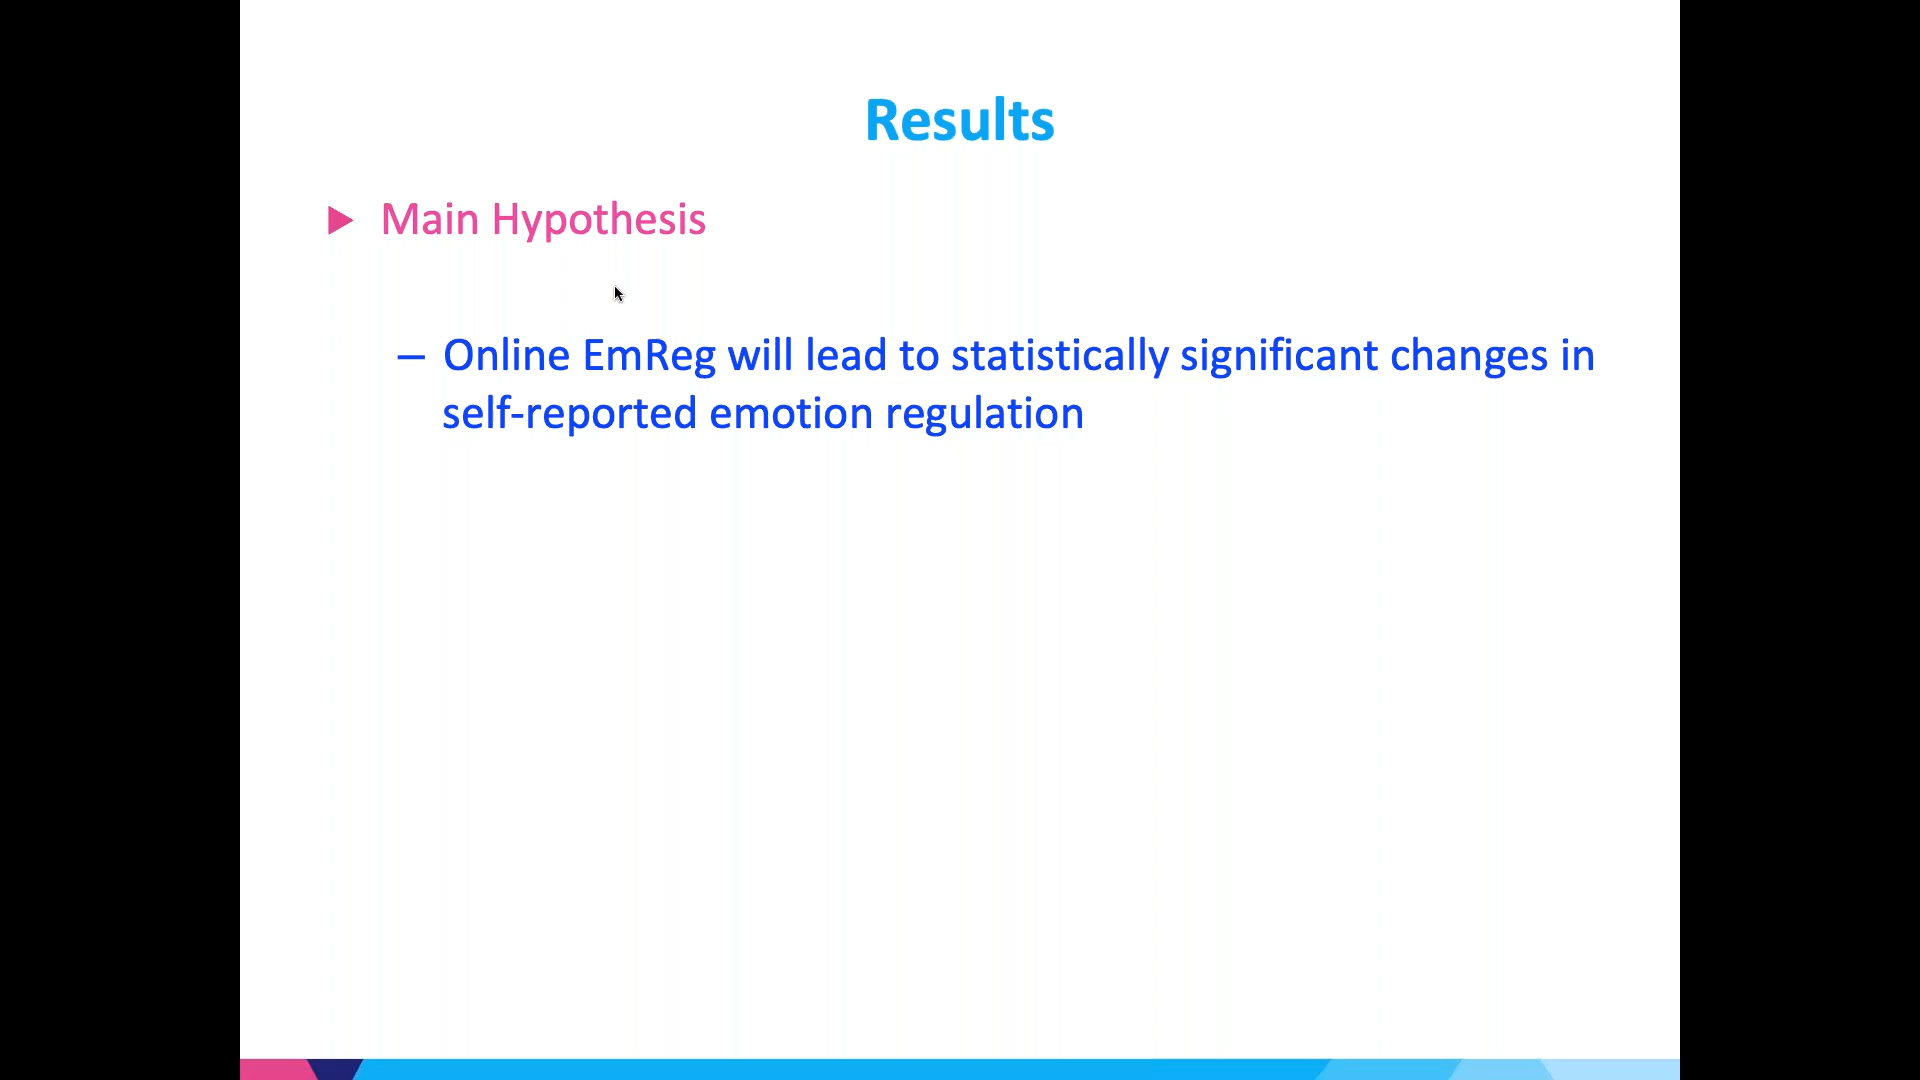 Results
Main Hypothesis
– Online EmReg will lead to statistically significant changes in
self-reported emotion regulation